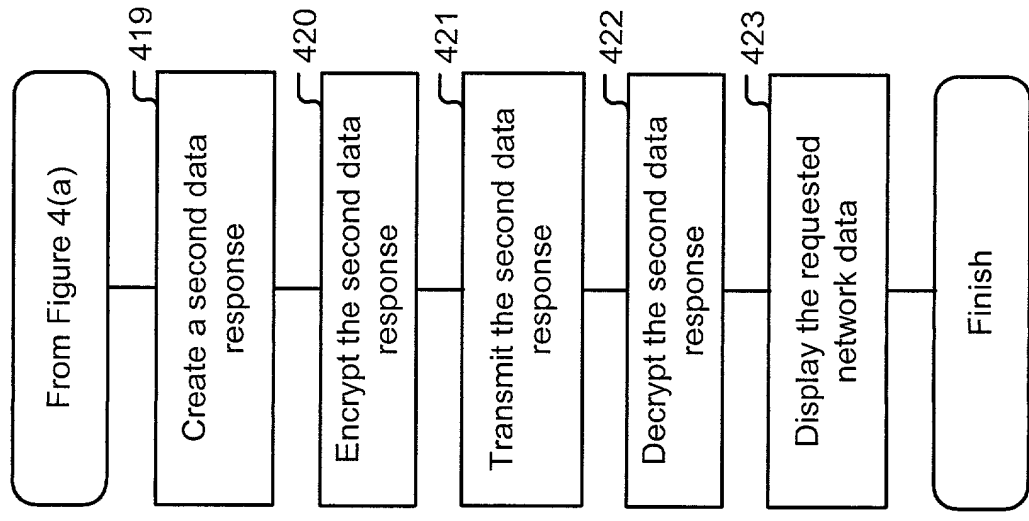 From Figure 4(a)
419
Create a second data
response
420
Encrypt the second data
response
421
Transmit the second data
response
422
Decrypt the second data
response
423
Display the requested
network data
Finish